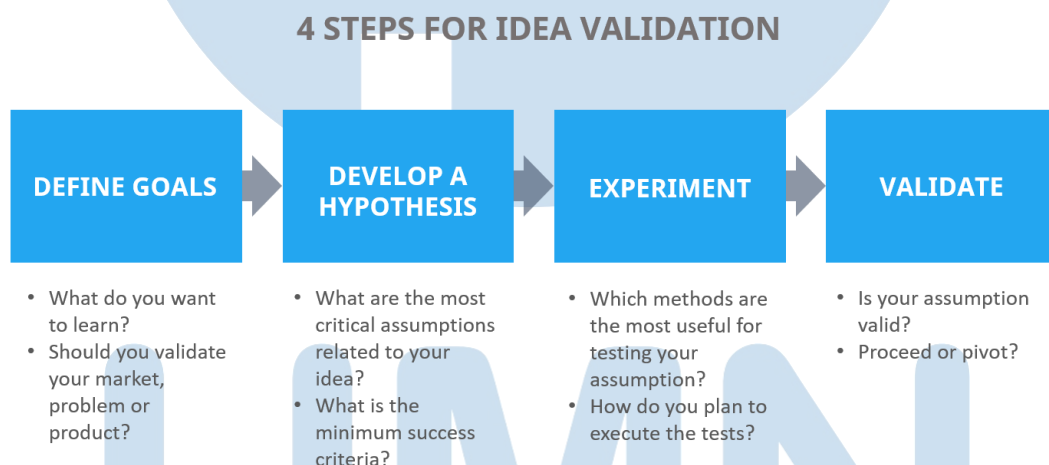 4 STEPS FOR IDEA VALIDATION
DEFINE GOALS
DEVELOP A
HYPOTHESIS
EXPERIMENT
VALIDATE
• What do you want
to learn?
• Should you validate
your market,
problem or
product?
• What are the most
critical assumptions
related to your
idea?
• What is the
minimum success
criteria?
• Which methods are
the most useful for
testing your
assumption?
• How do you plan to
execute the tests?
• Is your assumption
valid?
• Proceed or pivot?